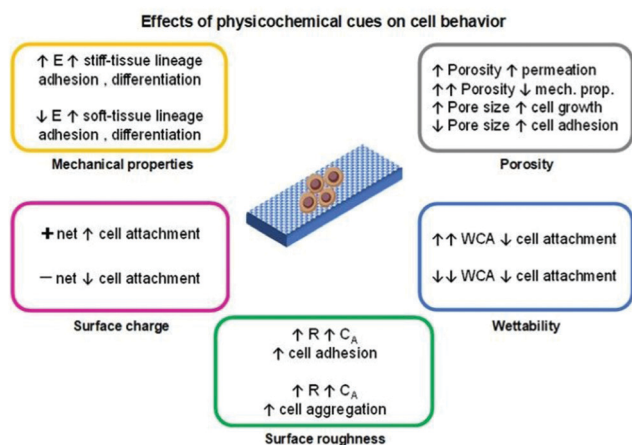 Effects of physicochemical cues on cell behavior
↑ E ↑ stiff-tissue lineage
adhesion , differentiation
↓ E ↑ soft-tissue lineage
adhesion , differentiation
Mechanical properties
↑ Porosity ↑ permeation
↑↑ Porosity ↓ mech. prop.
↑ Pore size ↑ cell growth
↓ Pore size ↑ cell adhesion
Porosity
+ net ↑ cell attachment
− net ↓ cell attachment
Surface charge
↑↑ WCA ↓ cell attachment
↓↓ WCA ↓ cell attachment
Wettability
↑ R ↑ C_A
↑ cell adhesion
↑ R ↑ C_A
↑ cell aggregation
Surface roughness